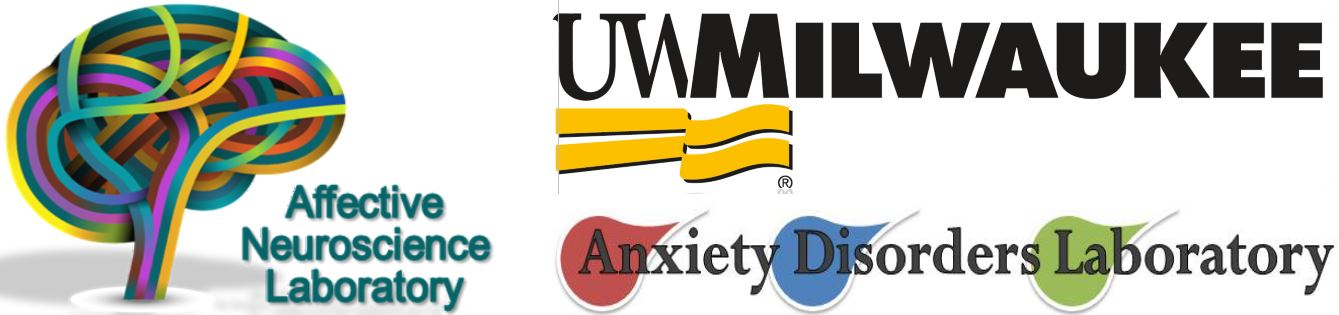 Affective
Neuroscience
Laboratory
UWMILWAUKEE
®
Anxiety Disorders Laboratory